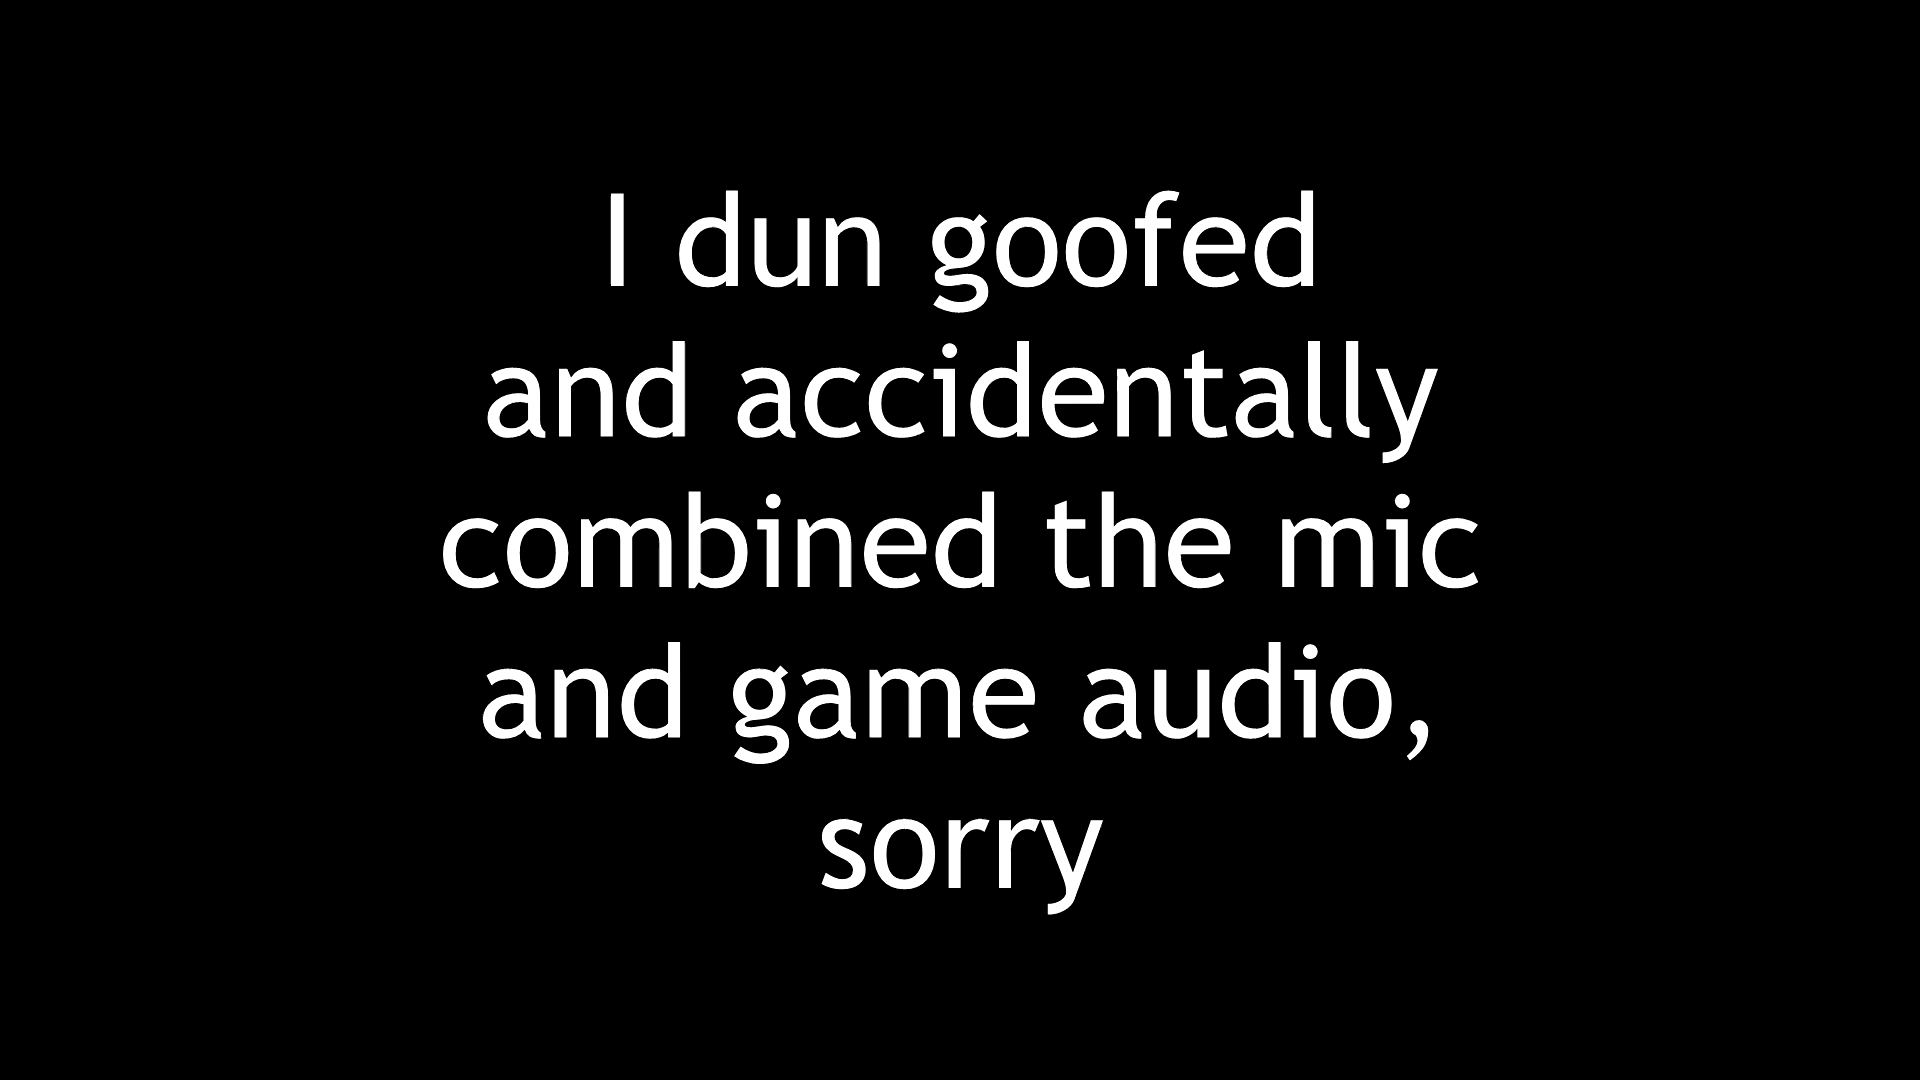 I dun goofed
and accidentally
combined the mic
and game audio,
sorry